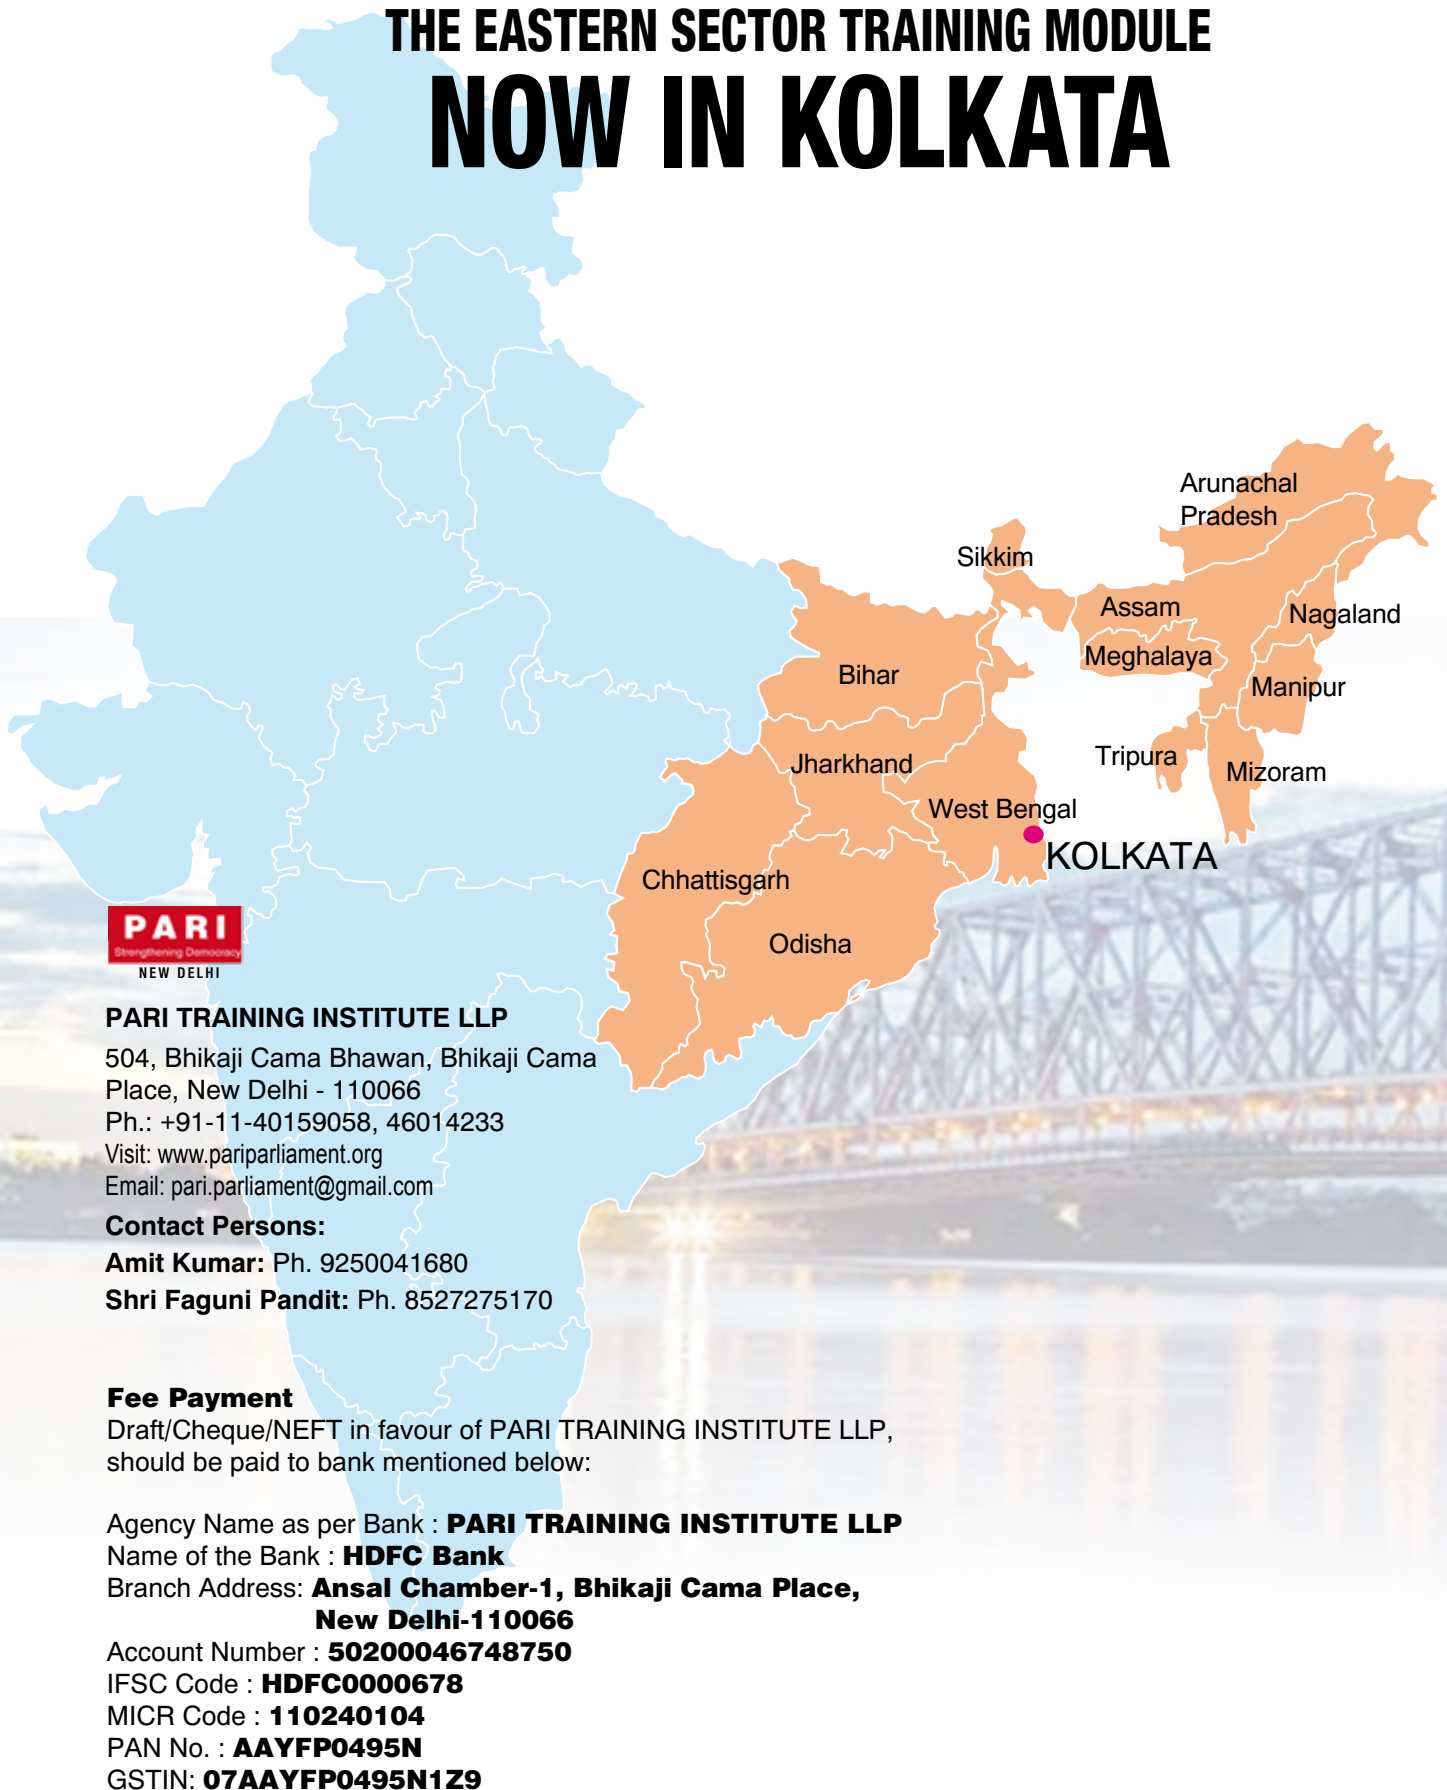 THE EASTERN SECTOR TRAINING MODULE
NOW IN KOLKATA
Arunachal
Pradesh
Sikkim
Assam
Nagaland
Meghalaya
Bihar
Manipur
Tripura
Jharkhand
Mizoram
West Bengal
KOLKATA
Chhattisgarh
Odisha
PARI
Strengthening Democracy
NEW DELHI
PARI TRAINING INSTITUTE LLP
504, Bhikaji Cama Bhawan, Bhikaji Cama
Place, New Delhi - 110066
Ph.: +91-11-40159058, 46014233
Visit: www.pariparliament.org
Email: pari.parliament@gmail.com
Contact Persons:
Amit Kumar: Ph. 9250041680
Shri Faguni Pandit: Ph. 8527275170
Fee Payment
Draft/Cheque/NEFT in favour of PARI TRAINING INSTITUTE LLP,
should be paid to bank mentioned below:
Agency Name as per Bank : PARI TRAINING INSTITUTE LLP
Name of the Bank : HDFC Bank
Branch Address: Ansal Chamber-1, Bhikaji Cama Place,
New Delhi-110066
Account Number : 50200046748750
IFSC Code : HDFC0000678
MICR Code : 110240104
PAN No. : AAYFP0495N
GSTIN: 07AAYFP0495N1Z9